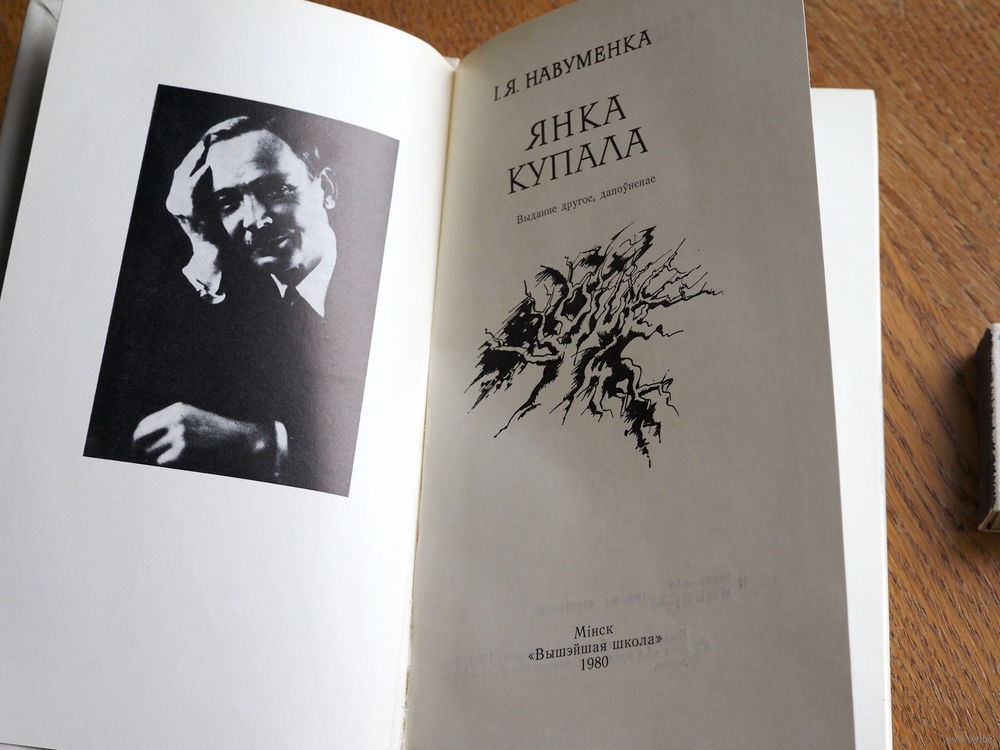 І. Я. НАВУМЕНКА
ЯНКА
КУПАЛА
Выданне другое, дапоўненае
Мінск
«Вышэйшая школа»
1980